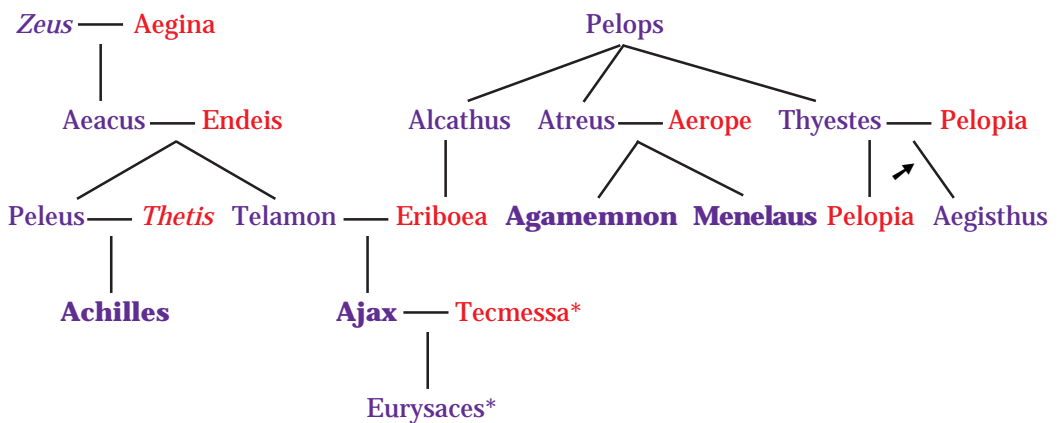 Zeus Aegina Pelops
Aeacus Endeis Alcathus Atreus Aerope Thyestes Pelopia
Peleus Thetis Telamon Eriboea Agamemnon Menelaus Pelopia Aegisthus
Achilles Ajax Tecmessa*
Eurysaces*